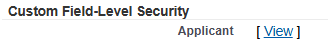 Custom Field-Level Security
Applicant [ View ]